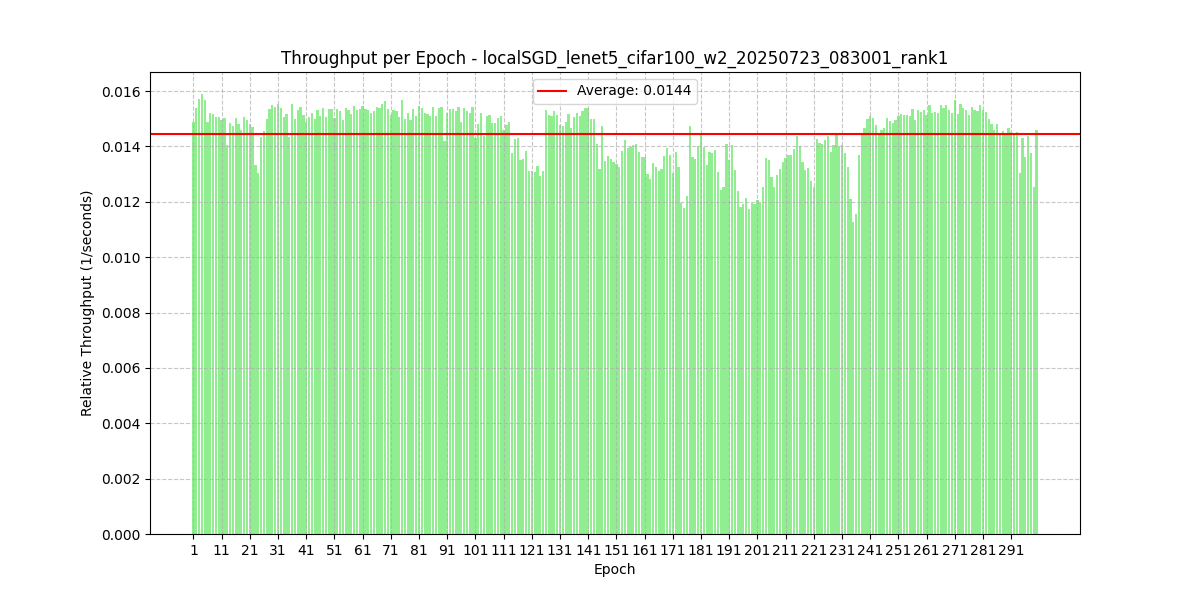 Throughput per Epoch - localSGD_lenet5_cifar100_w2_20250723_083001_rank1
Average: 0.0144
Relative Throughput (1/seconds)
0.016
0.014
0.012
0.010
0.008
0.006
0.004
0.002
0.000
1 11 21 31 41 51 61 71 81 91 101 111 121 131 141 151 161 171 181 191 201 211 221 231 241 251 261 271 281 291
Epoch